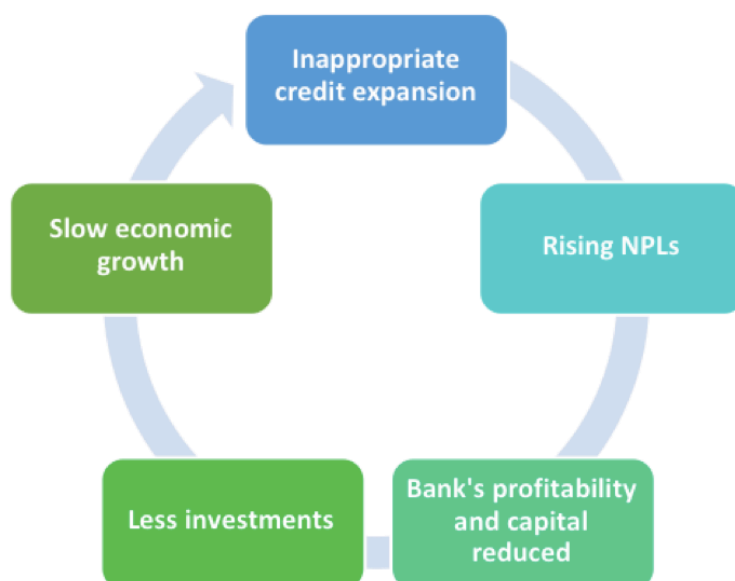 Inappropriate
credit expansion
Rising NPLs
Bank's profitability
and capital
reduced
Less investments
Slow economic
growth